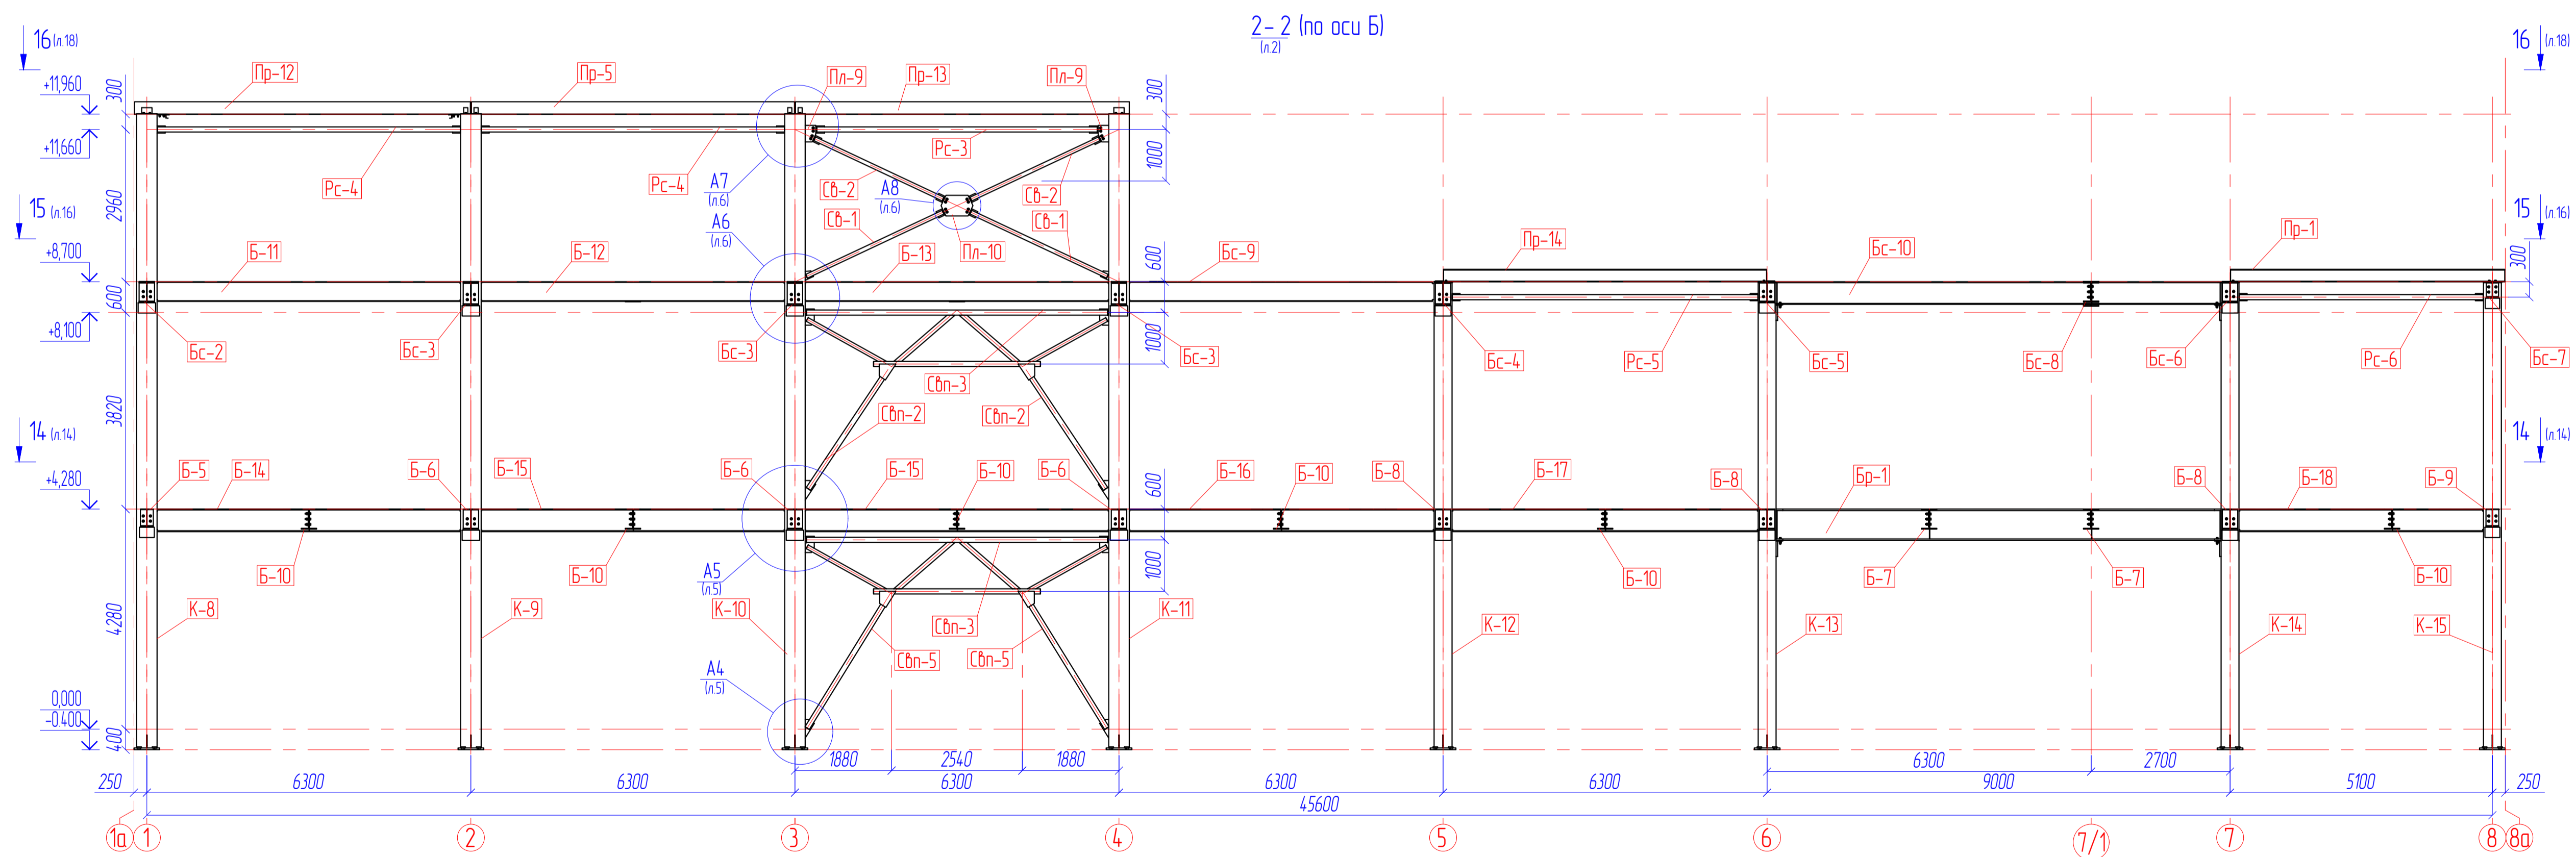 2-2 (по оси Б)
(л.2)
16 (л.18)
16 (л.18)
+11,960
300
Пр-12
Пр-5
Пл-9
Пр-13
Пл-9
300
+11,660
Рс-4
Рс-4
Рс-3
1000
А7
(л.6)
Св-2
А8
(л.6)
Св-2
2960
15 (л.16)
15 (л.16)
А6
(л.6)
Св-1
Св-1
+8,700
Б-11
Б-12
Б-13
Пл-10
600
Бс-9
Пр-14
Бс-10
Пр-1
300
600
+8,100
Бс-2
Бс-3
Бс-3
1000
Бс-3
Бс-4
Рс-5
Бс-5
Бс-8
Бс-6
Рс-6
Бс-7
Свп-3
3820
Свп-2
Свп-2
14 (л.14)
14 (л.14)
+4,280
Б-5
Б-14
Б-6
Б-15
Б-6
Б-15
Б-10
Б-6
600
Б-16
Б-10
Б-8
Б-17
Б-8
Бр-1
Б-8
Б-18
Б-9
Б-10
Б-10
А5
(л.5)
1000
Б-10
Б-7
Б-7
Б-10
4280
К-8
К-9
К-10
Свп-3
К-11
К-12
К-13
К-14
К-15
Свп-5
Свп-5
А4
(л.5)
0,000
-0.400
400
1880
2540
1880
6300
2700
250
6300
6300
6300
6300
6300
9000
5100
250
45600
1а
1
2
3
4
5
6
7/1
7
8
8а